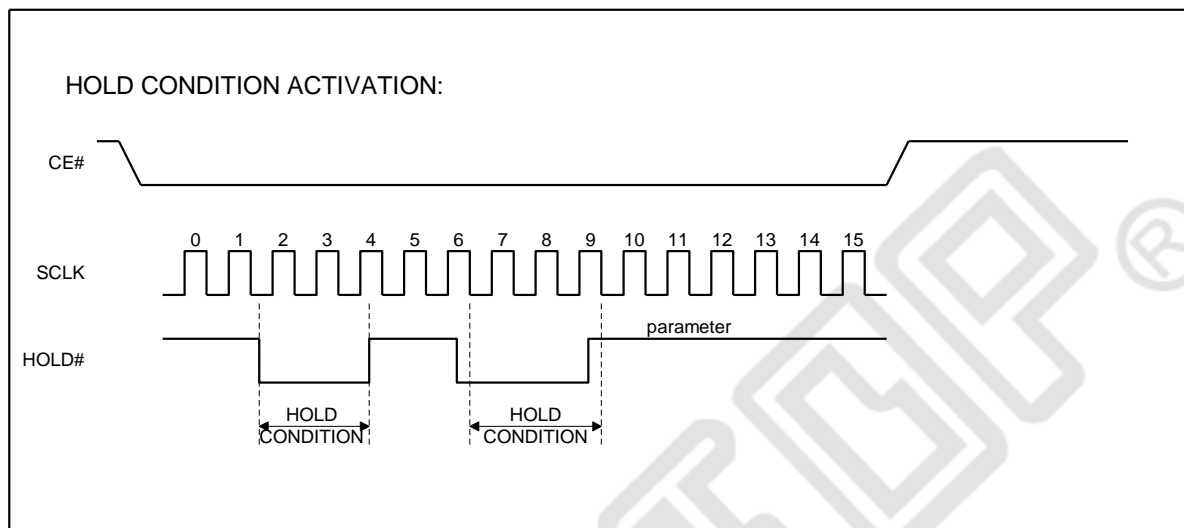 HOLD CONDITION ACTIVATION:
CE#
0 1 2 3 4 5 6 7 8 9 10 11 12 13 14 15
SCLK
parameter
HOLD#
HOLD CONDITION
HOLD CONDITION
®